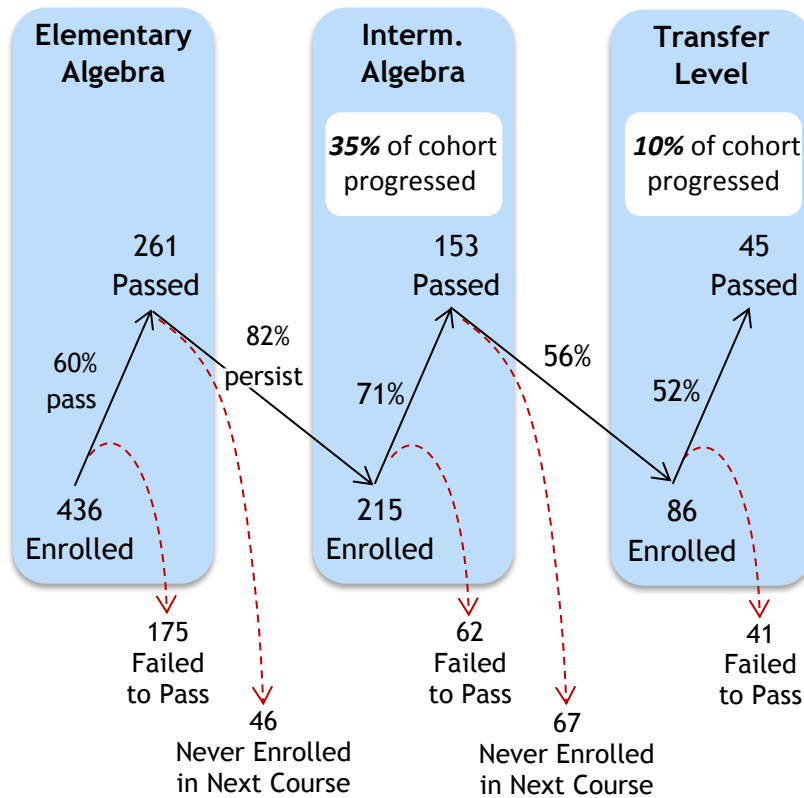 Elementary
Algebra
261
Passed
60%
pass
436
Enrolled
175
Failed
to Pass
82%
persist
46
Never Enrolled
in Next Course
Interm.
Algebra
35% of cohort
progressed
153
Passed
71%
215
Enrolled
62
Failed
to Pass
56%
67
Never Enrolled
in Next Course
Transfer
Level
10% of cohort
progressed
45
Passed
52%
86
Enrolled
41
Failed
to Pass